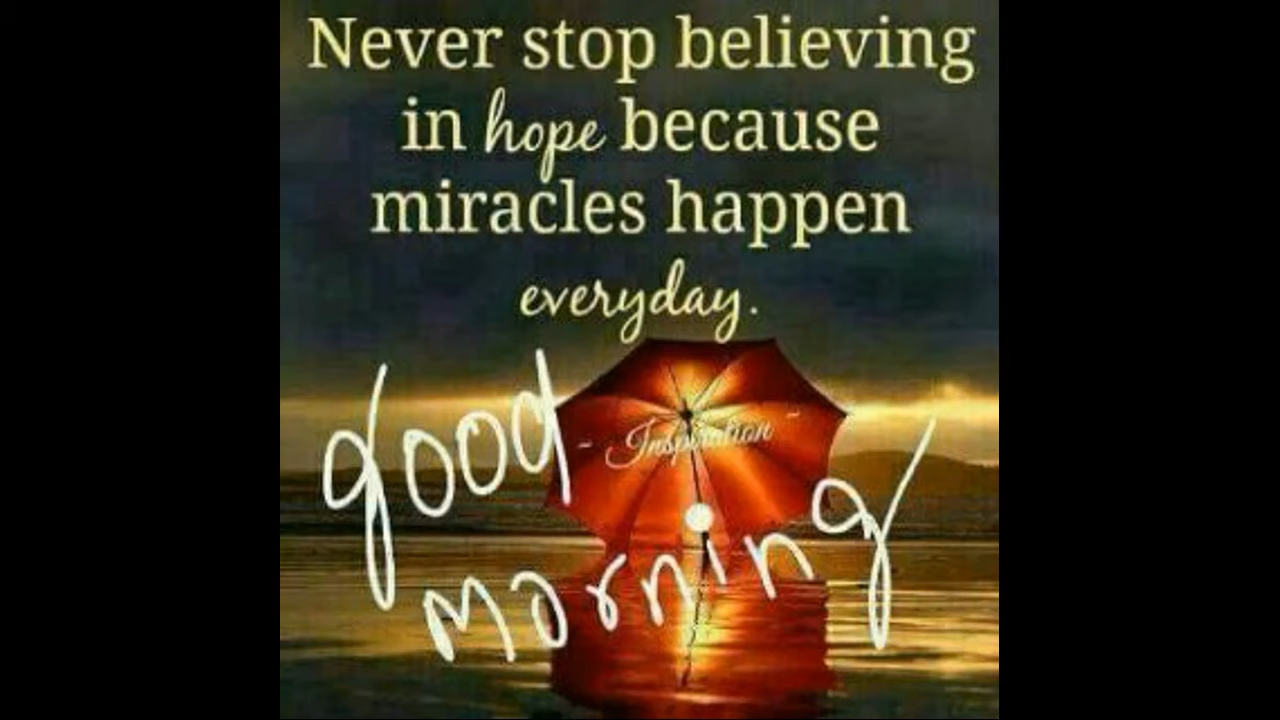 Never stop believing
in hope because
miracles happen
everyday.
~ Inspiration ~
good
morning